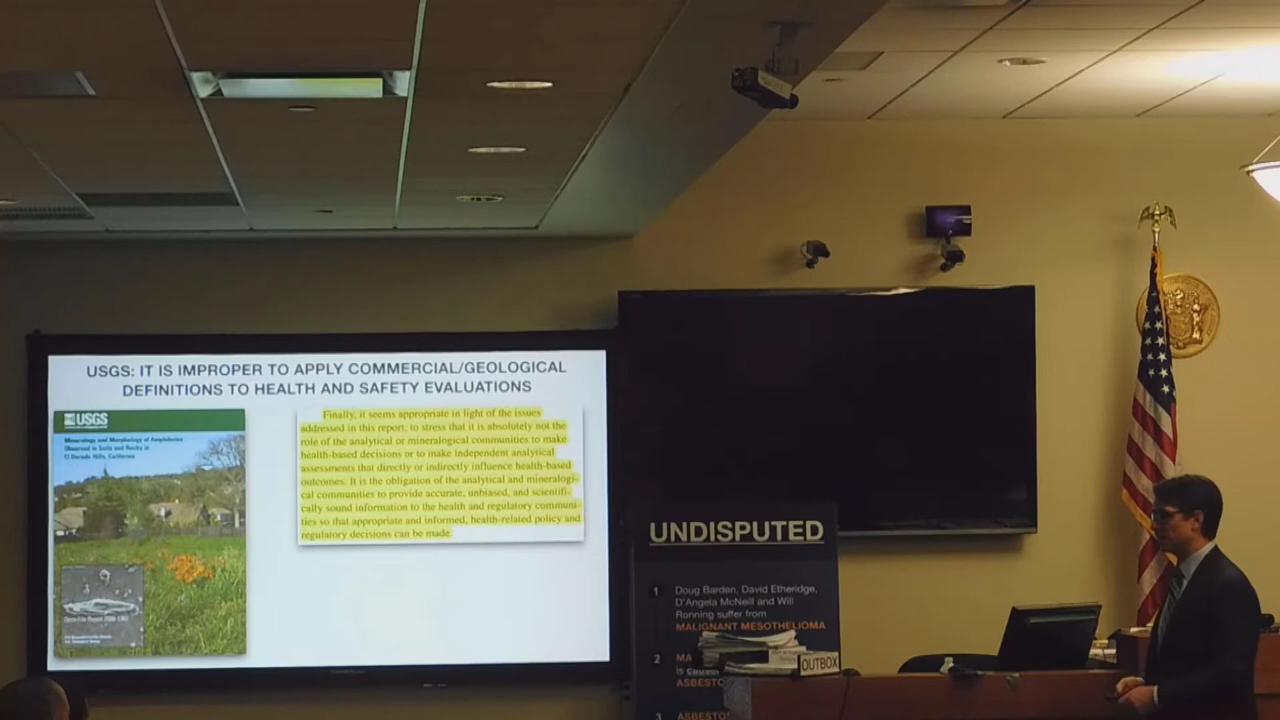 USGS: IT IS IMPROPER TO APPLY COMMERCIAL/GEOLOGICAL
DEFINITIONS TO HEALTH AND SAFETY EVALUATIONS
USGS
Mineralogy and Morphology of Amphiboles
Observed in Soils and Rocks in
El Dorado Hills, California
Finally, it seems appropriate in light of the issues
addressed in this report, to stress that it is absolutely not the
role of the analytical or mineralogical communities to make
health-based decisions or to make independent analytical
assessments that directly or indirectly influence health-based
outcomes. It is the obligation of the analytical and mineralogi-
cal communities to provide accurate, unbiased, and scientifi-
cally sound information to the health and regulatory communi-
ties so that appropriate and informed, health-related policy and
regulatory decisions can be made.
UNDISPUTED
1 Doug Barden, David Etheridge,
D'Angela McNeill and Will
Ronning suffer from
MALIGNANT MESOTHELIOMA
2 MA
ASBESTO
3 ASBESTO
OUTBOX